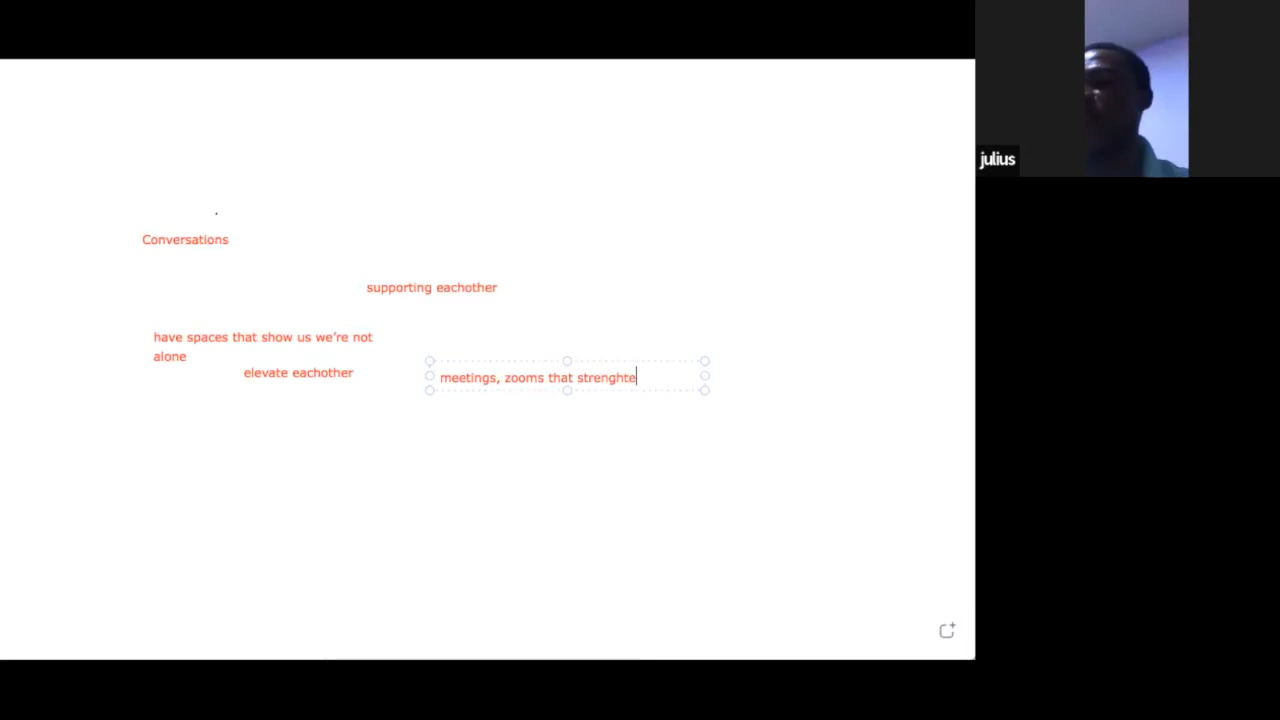 julius
Conversations
supporting eachother
have spaces that show us we're not
alone
elevate eachother
meetings, zooms that strenghte